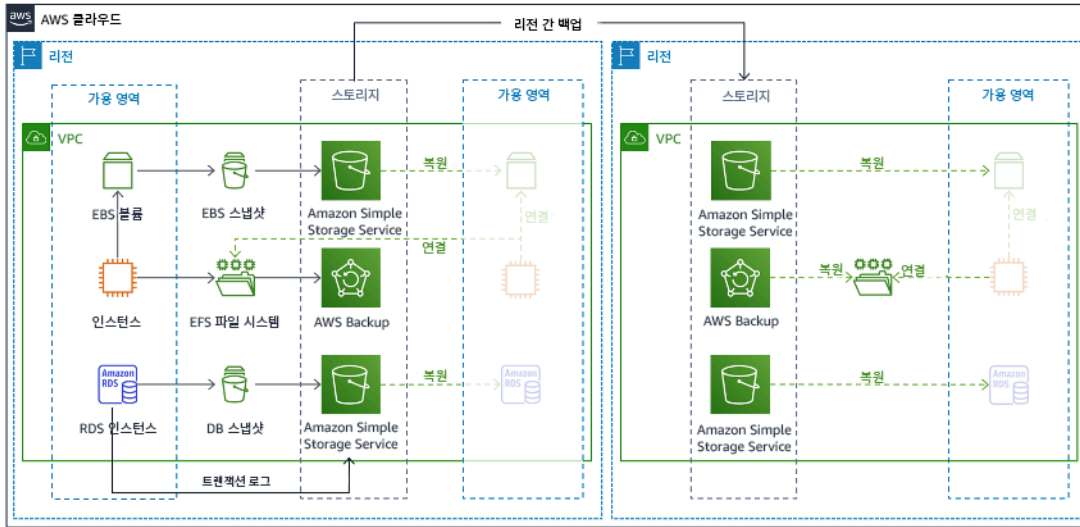 aws
AWS 클라우드
리전 간 백업
리전
리전
가용 영역
스토리지
가용 영역
스토리지
가용 영역
VPC
VPC
복원
복원
EBS 볼륨
EBS 스냅샷
Amazon Simple
Storage Service
연결
Amazon Simple
Storage Service
연결
연결
복원
연결
인스턴스
EFS 파일 시스템
AWS Backup
AWS Backup
Amazon
RDS
복원
Amazon
RDS
복원
Amazon
RDS
RDS 인스턴스
DB 스냅샷
Amazon Simple
Storage Service
Amazon Simple
Storage Service
트랜잭션 로그